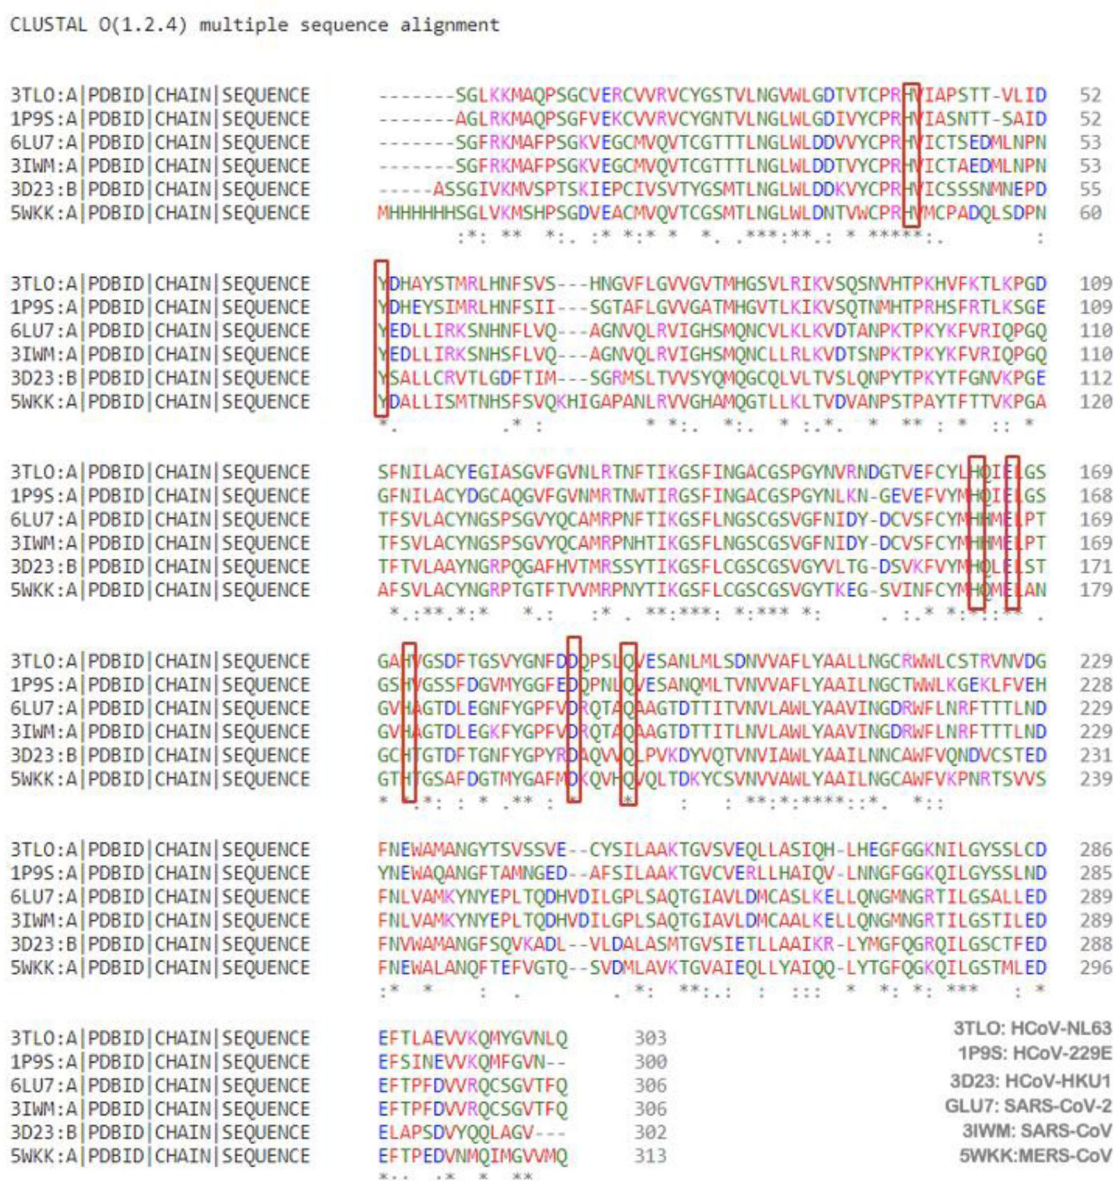 CLUSTAL O(1.2.4) multiple sequence alignment
3TLO:A|PDBID|CHAIN|SEQUENCE -------SGLKKMAQPSGCVERCVVRVCYGSTVLNGVWLGDTVTCPRHVIAPSTT-VLID 52
1P9S:A|PDBID|CHAIN|SEQUENCE -------AGLRKMAQPSGFVEKCVVRVCYGNTVLNGLWLGDIVYCPRHVIASNTT-SAID 52
6LU7:A|PDBID|CHAIN|SEQUENCE -------SGFRKMAFPSGKVEGCMVQVTCGTTTLNGLWLDDVVYCPRHVICTSEDMLNPN 53
3IWM:A|PDBID|CHAIN|SEQUENCE -------SGFRKMAFPSGKVEGCMVQVTCGTTTLNGLWLDDTVYCPRHVICTAEDMLNPN 53
3D23:B|PDBID|CHAIN|SEQUENCE -----ASSGIVKMVSPTSKIEPCIVSVTYGSMTLNGLWLDDKVYCPRHVICSSSNMNEPD 55
5WKK:A|PDBID|CHAIN|SEQUENCE MHHHHHHSGLVKMSHPSGDVEACMVQVTCGSMTLNGLWLDNTVWCPRHVMCPADQLSDPN 60
:*: ** *:. :* *:* * *. .***:**.: * *****:. :
3TLO:A|PDBID|CHAIN|SEQUENCE YDHAYSTMRLHNFSVS---HNGVFLGVVGVTMHGSVLRIKVSQSNVHTPKHVFKTLKPGD 109
1P9S:A|PDBID|CHAIN|SEQUENCE YDHEYSIMRLHNFSII---SGTAFLGVVGATMHGVTLKIKVSQTNMHTPRHSFRTLKSGE 109
6LU7:A|PDBID|CHAIN|SEQUENCE YEDLLIRKSNHNFLVQ---AGNVQLRVIGHSMQNCVLKLKVDTANPKTPKYKFVRIQPGQ 110
3IWM:A|PDBID|CHAIN|SEQUENCE YEDLLIRKSNHSFLVQ---AGNVQLRVIGHSMQNCLLRLKVDTSNPKTPKYKFVRIQPGQ 110
3D23:B|PDBID|CHAIN|SEQUENCE YSALLCRVTLGDFTIM---SGRMSLTVVSYQMQGCQLVLTVSLQNPYTPKYTFGNVKPGE 112
5WKK:A|PDBID|CHAIN|SEQUENCE YDALLISMTNHSFSVQKHIGAPANLRVVGHAMQGTLLKLTVDVANPSTPAYTFTTVKPGA 120
*. .* : * *:. *:. * :.*. * ** : * :: *
3TLO:A|PDBID|CHAIN|SEQUENCE SFNILACYEGIASGVFGVNLRTNFTIKGSFINGACGSPGYNVRNDGTVEFCYLHQIELGS 169
1P9S:A|PDBID|CHAIN|SEQUENCE GFNILACYDGCAQGVFGVNMRTNWTIRGSFINGACGSPGYNLKN-GEVEFVYMHQIELGS 168
6LU7:A|PDBID|CHAIN|SEQUENCE TFSVLACYNGSPSGVYQCAMRPNFTIKGSFLNGSCGSVGFNIDY-DCVSFCYMHHMELPT 169
3IWM:A|PDBID|CHAIN|SEQUENCE TFSVLACYNGSPSGVYQCAMRPNHTIKGSFLNGSCGSVGFNIDY-DCVSFCYMHHMELPT 169
3D23:B|PDBID|CHAIN|SEQUENCE TFTVLAAYNGRPQGAFHVTMRSSYTIKGSFLCGSCGSVGYVLTG-DSVKFVYMHQLELST 171
5WKK:A|PDBID|CHAIN|SEQUENCE AFSVLACYNGRPTGTFTVVMRPNYTIKGSFLCGSCGSVGYTKEG-SVINFCYMHQMELAN 179
*.:**.*:* *.: :* . **:***: *:*** *: . :.* *:*::** .
3TLO:A|PDBID|CHAIN|SEQUENCE GAHVGSDFTGSVYGNFDDQPSLQVESANLMLSDNVVAFLYAALLNGCRWWLCSTRVNVDG 229
1P9S:A|PDBID|CHAIN|SEQUENCE GSHVGSSFDGVMYGGFEDQPNLQVESANQMLTVNVVAFLYAAILNGCTWWLKGEKLFVEH 228
6LU7:A|PDBID|CHAIN|SEQUENCE GVHAGTDLEGNFYGPFVDRQTAQAAGTDTTITVNVLAWLYAAVINGDRWFLNRFTTTLND 229
3IWM:A|PDBID|CHAIN|SEQUENCE GVHAGTDLEGKFYGPFVDRQTAQAAGTDTTITLNVLAWLYAAVINGDRWFLNRFTTTLND 229
3D23:B|PDBID|CHAIN|SEQUENCE GCHTGTDFTGNFYGPYRDAQVVQLPVKDYVQTVNVIAWLYAAILNNCAWFVQNDVCSTED 231
5WKK:A|PDBID|CHAIN|SEQUENCE GTHTGSAFDGTMYGAFMDKQVHQVQLTDKYCSVNVVAWLYAAILNGCAWFVKPNRTSVVS 239
* *.*: : * .** : * * : : **:*:****::*. *::
3TLO:A|PDBID|CHAIN|SEQUENCE FNEWAMANGYTSVSSVE--CYSILAAKTGVSVEQLLASIQH-LHEGFGGKNILGYSSLCD 286
1P9S:A|PDBID|CHAIN|SEQUENCE YNEWAQANGFTAMNGED--AFSILAAKTGVCVERLLHAIQV-LNNGFGGKQILGYSSLND 285
6LU7:A|PDBID|CHAIN|SEQUENCE FNLVAMKYNYEPLTQDHVDILGPLSAQTGIAVLDMCASLKELLQNGMNGRTILGSALLED 289
3IWM:A|PDBID|CHAIN|SEQUENCE FNLVAMKYNYEPLTQDHVDILGPLSAQTGIAVLDMCAALKELLQNGMNGRTILGSTILED 289
3D23:B|PDBID|CHAIN|SEQUENCE FNVWAMANGFSQVKADL--VLDALASMTGVSIETLLAAIKR-LYMGFQGRQILGSCTFED 288
5WKK:A|PDBID|CHAIN|SEQUENCE FNEWALANQFTEFVGTQ--SVDMLAVKTGVAIEQLLYAIQQ-LYTGFQGKQILGSTMLED 296
:* * : . . *: **:.: : ::: * *: *: *** : *
3TLO:A|PDBID|CHAIN|SEQUENCE EFTLAEVVKQMYGVNLQ 303
1P9S:A|PDBID|CHAIN|SEQUENCE EFSINEVVKQMFGVN-- 300
6LU7:A|PDBID|CHAIN|SEQUENCE EFTPFDVVRQCSGVTFQ 306
3IWM:A|PDBID|CHAIN|SEQUENCE EFTPFDVVRQCSGVTFQ 306
3D23:B|PDBID|CHAIN|SEQUENCE ELAPSDVYQQLAGV--- 302
5WKK:A|PDBID|CHAIN|SEQUENCE EFTPEDVNMQIMGVVMQ 313
*:: :* * **
3TLO: HCoV-NL63
1P9S: HCoV-229E
3D23: HCoV-HKU1
GLU7: SARS-CoV-2
3IWM: SARS-CoV
5WKK:MERS-CoV